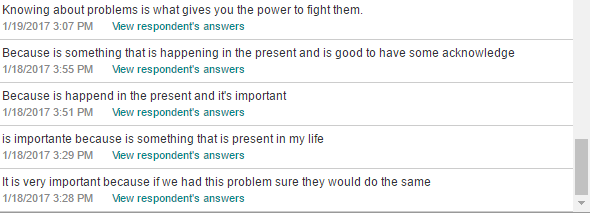 Knowing about problems is what gives you the power to fight them.
1/19/2017 3:07 PM View respondent's answers
Because is something that is happening in the present and is good to have some acknowledge
1/18/2017 3:55 PM View respondent's answers
Because is happend in the present and it's important
1/18/2017 3:51 PM View respondent's answers
is importante because is something that is present in my life
1/18/2017 3:29 PM View respondent's answers
It is very important because if we had this problem sure they would do the same
1/18/2017 3:28 PM View respondent's answers